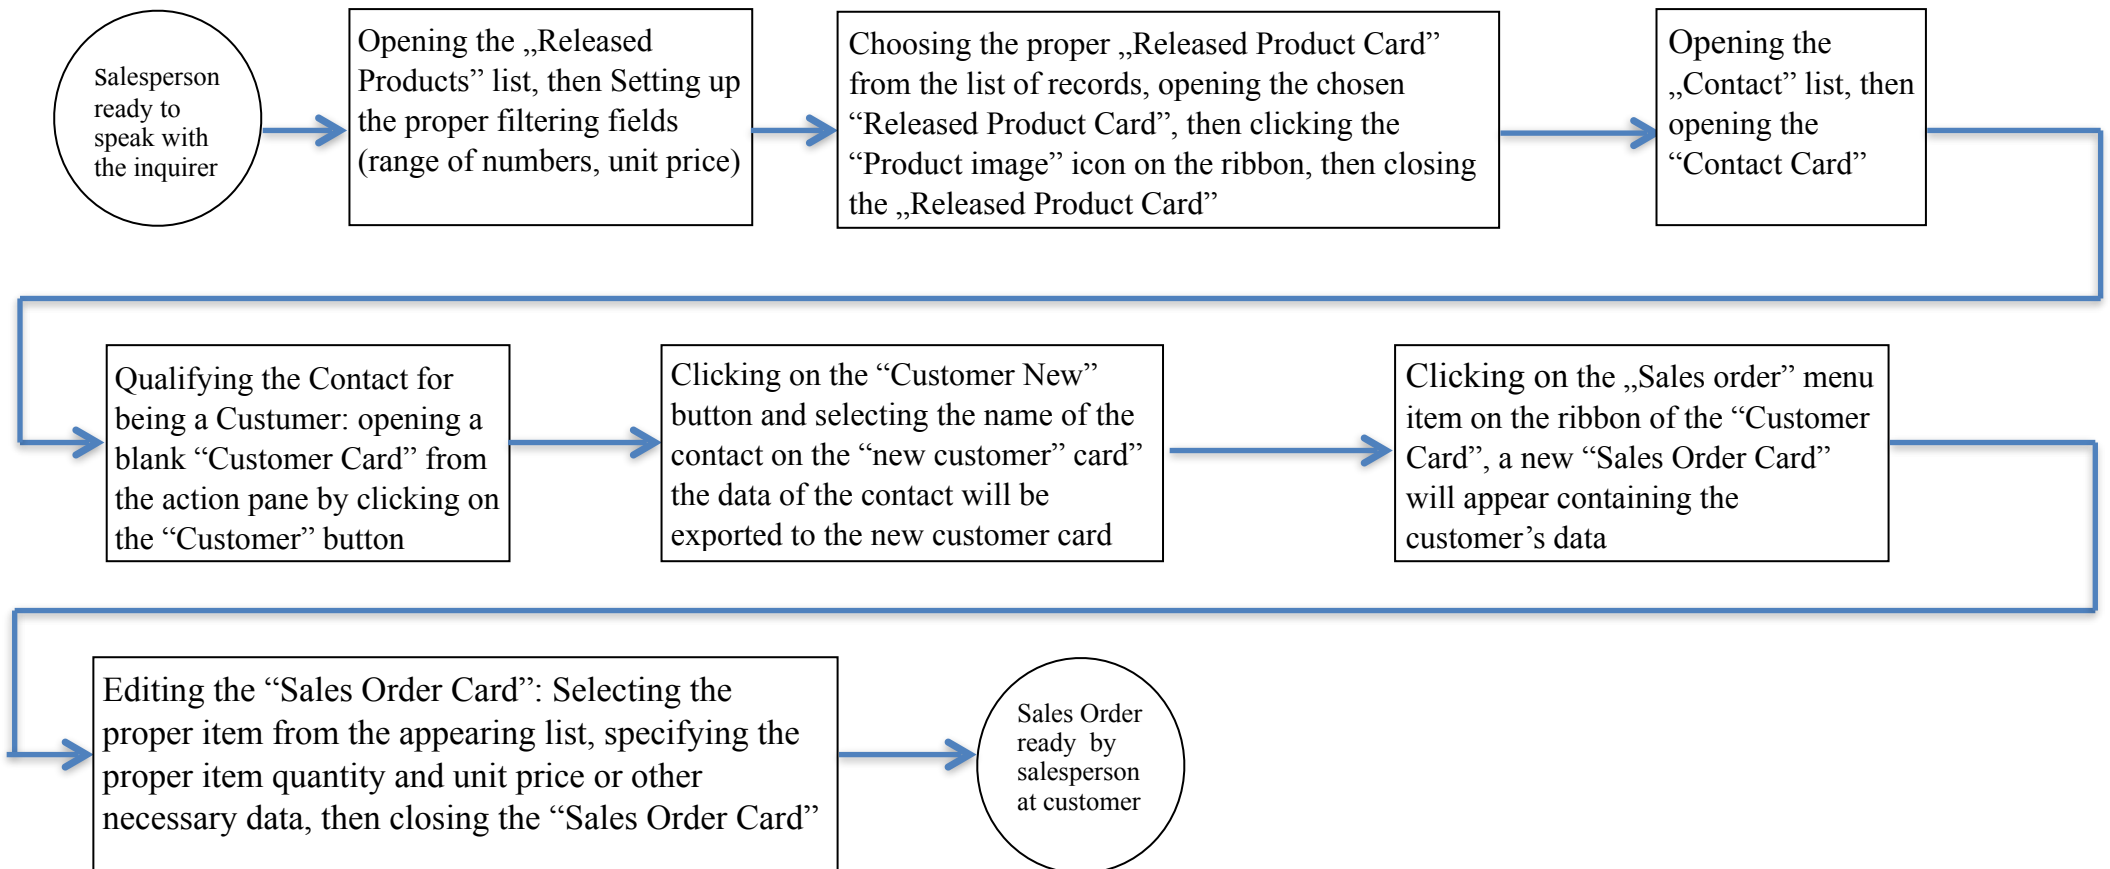 Salesperson
ready to
speak with
the inquirer
Opening the „Released
Products” list, then Setting up
the proper filtering fields
(range of numbers, unit price)
Choosing the proper „Released Product Card”
from the list of records, opening the chosen
“Released Product Card”, then clicking the
“Product image” icon on the ribbon, then closing
the „Released Product Card”
Opening the
„Contact” list, then
opening the
“Contact Card”
Qualifying the Contact for
being a Custumer: opening a
blank “Customer Card” from
the action pane by clicking on
the “Customer” button
Clicking on the “Customer New”
button and selecting the name of the
contact on the “new customer” card”
the data of the contact will be
exported to the new customer card
Clicking on the „Sales order” menu
item on the ribbon of the “Customer
Card”, a new “Sales Order Card”
will appear containing the
customer’s data
Editing the “Sales Order Card”: Selecting the
proper item from the appearing list, specifying the
proper item quantity and unit price or other
necessary data, then closing the “Sales Order Card”
Sales Order
ready by
salesperson
at customer